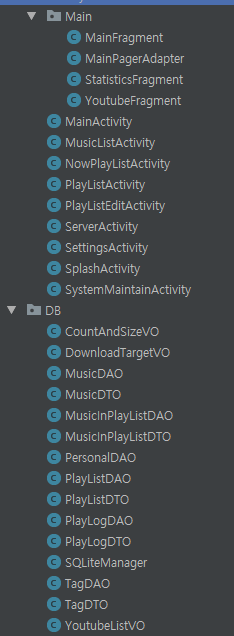 Main
MainFragment
MainPagerAdapter
StatisticsFragment
YoutubeFragment
MainActivity
MusicListActivity
NowPlayListActivity
PlayListActivity
PlayListEditActivity
ServerActivity
SettingsActivity
SplashActivity
SystemMaintainActivity
DB
CountAndSizeVO
DownloadTargetVO
MusicDAO
MusicDTO
MusicInPlayListDAO
MusicInPlayListDTO
PersonalDAO
PlayListDAO
PlayListDTO
PlayLogDAO
PlayLogDTO
SQLiteManager
TagDAO
TagDTO
YoutubeListVO